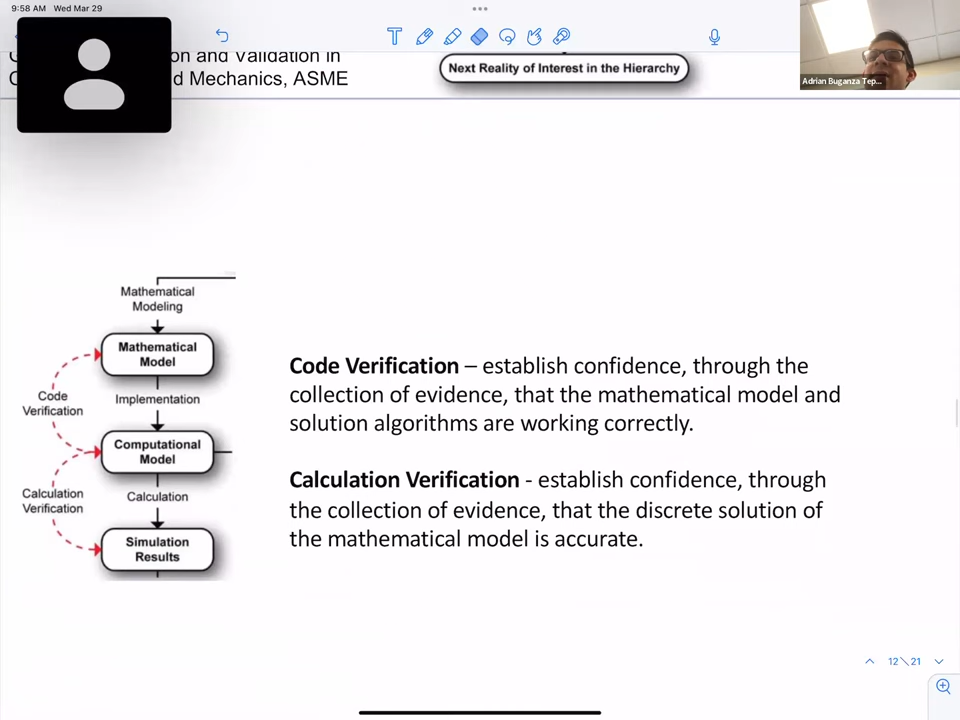 9:58 AM Wed Mar 29
on and Validation in
d Mechanics, ASME
Next Reality of Interest in the Hierarchy
Adrian Buganza Tep...
Mathematical
Modeling
Mathematical
Model
Code
Verification
Implementation
Computational
Model
Calculation
Verification
Calculation
Simulation
Results
Code Verification – establish confidence, through the
collection of evidence, that the mathematical model and
solution algorithms are working correctly.
Calculation Verification - establish confidence, through
the collection of evidence, that the discrete solution of
the mathematical model is accurate.
12\21